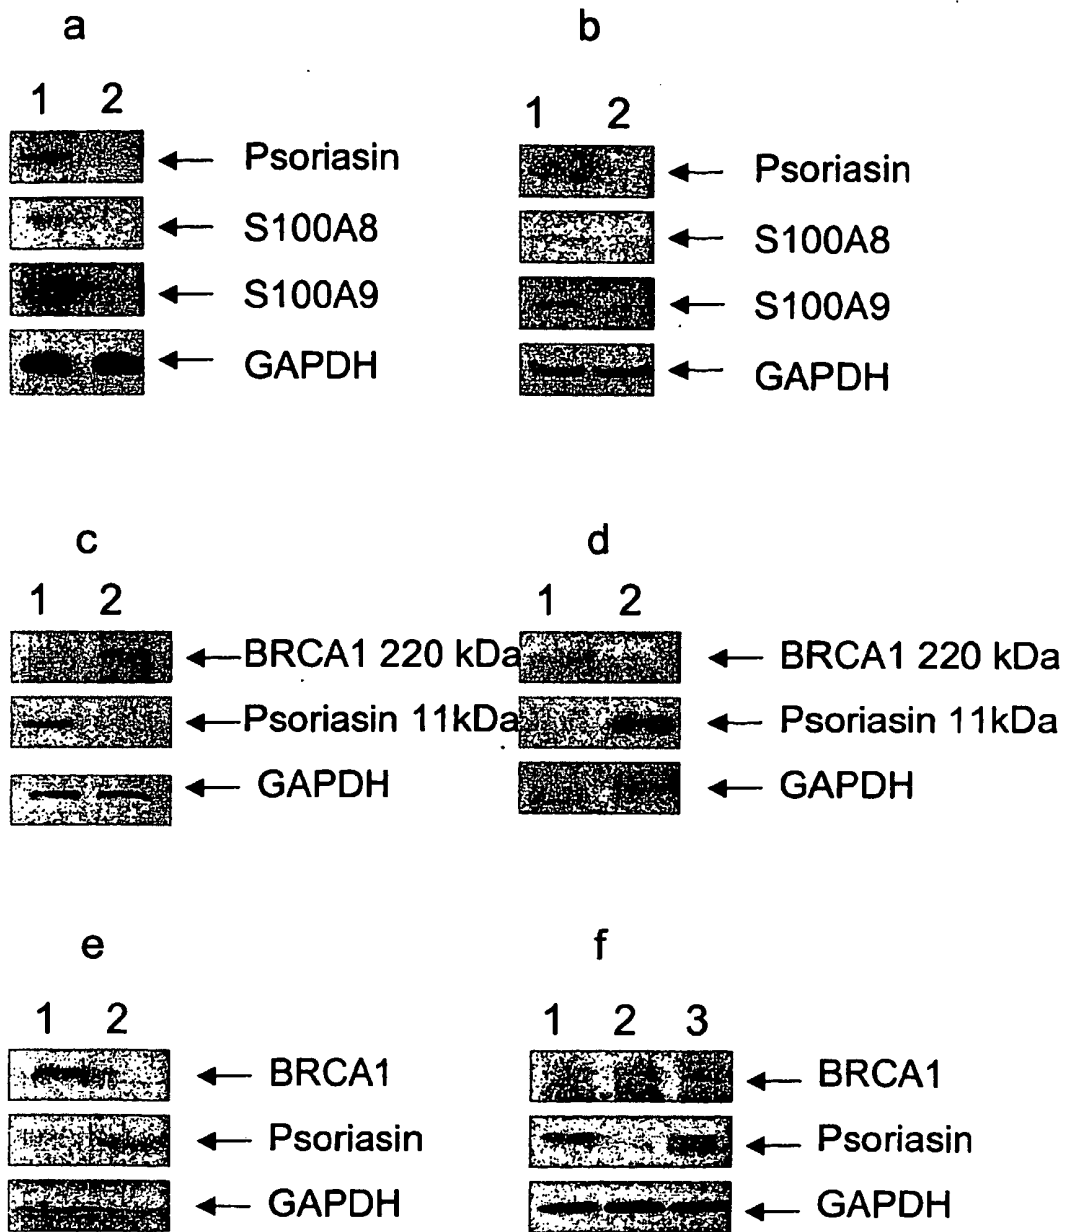 a
b
1 2
1 2
Psoriasin
S100A8
S100A9
GAPDH
Psoriasin
S100A8
S100A9
GAPDH
c
d
1 2
1 2
BRCA1 220 kDa
Psoriasin 11kDa
GAPDH
BRCA1 220 kDa
Psoriasin 11kDa
GAPDH
e
f
1 2
1 2 3
BRCA1
Psoriasin
GAPDH
BRCA1
Psoriasin
GAPDH